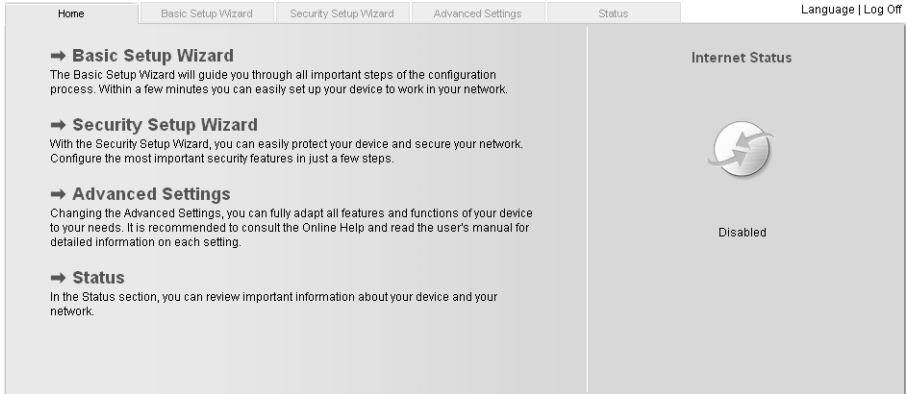 Home Basic Setup Wizard Security Setup Wizard Advanced Settings Status Language | Log Off
➡ Basic Setup Wizard
The Basic Setup Wizard will guide you through all important steps of the configuration
process. Within a few minutes you can easily set up your device to work in your network.
➡ Security Setup Wizard
With the Security Setup Wizard, you can easily protect your device and secure your network.
Configure the most important security features in just a few steps.
➡ Advanced Settings
Changing the Advanced Settings, you can fully adapt all features and functions of your device
to your needs. It is recommended to consult the Online Help and read the user's manual for
detailed information on each setting.
➡ Status
In the Status section, you can review important information about your device and your
network.
Internet Status
Disabled